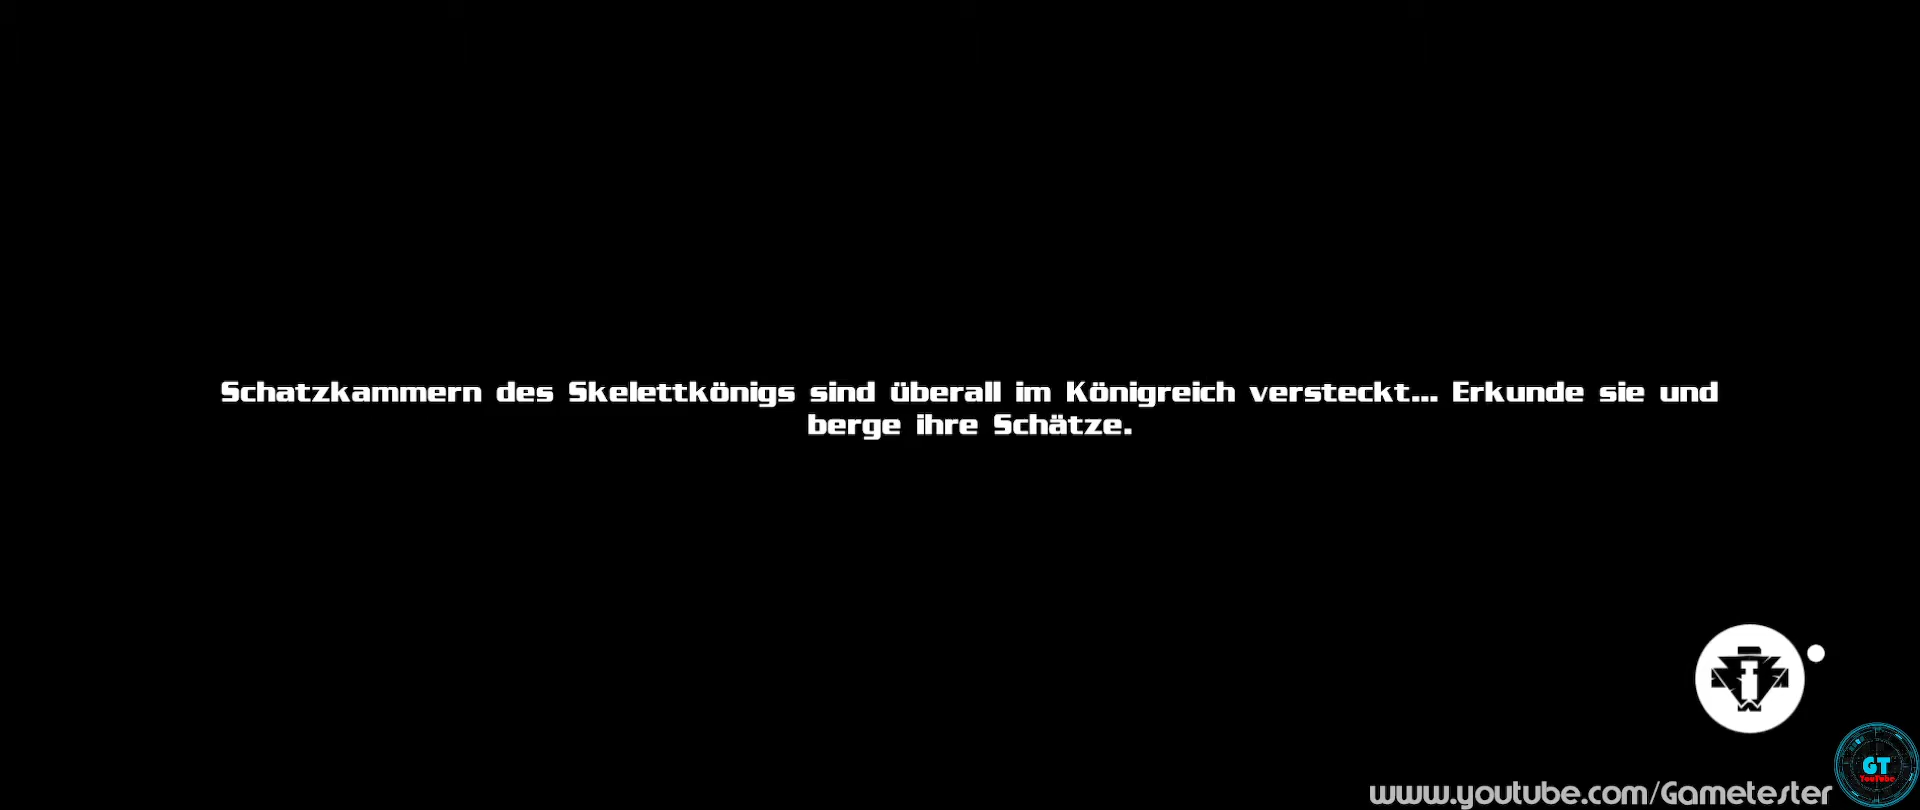 Schatzkammern des Skelettkönigs sind überall im Königreich versteckt... Erkunde sie und
berge ihre Schätze.
GT
YouTube
www.youtube.com/Gametester